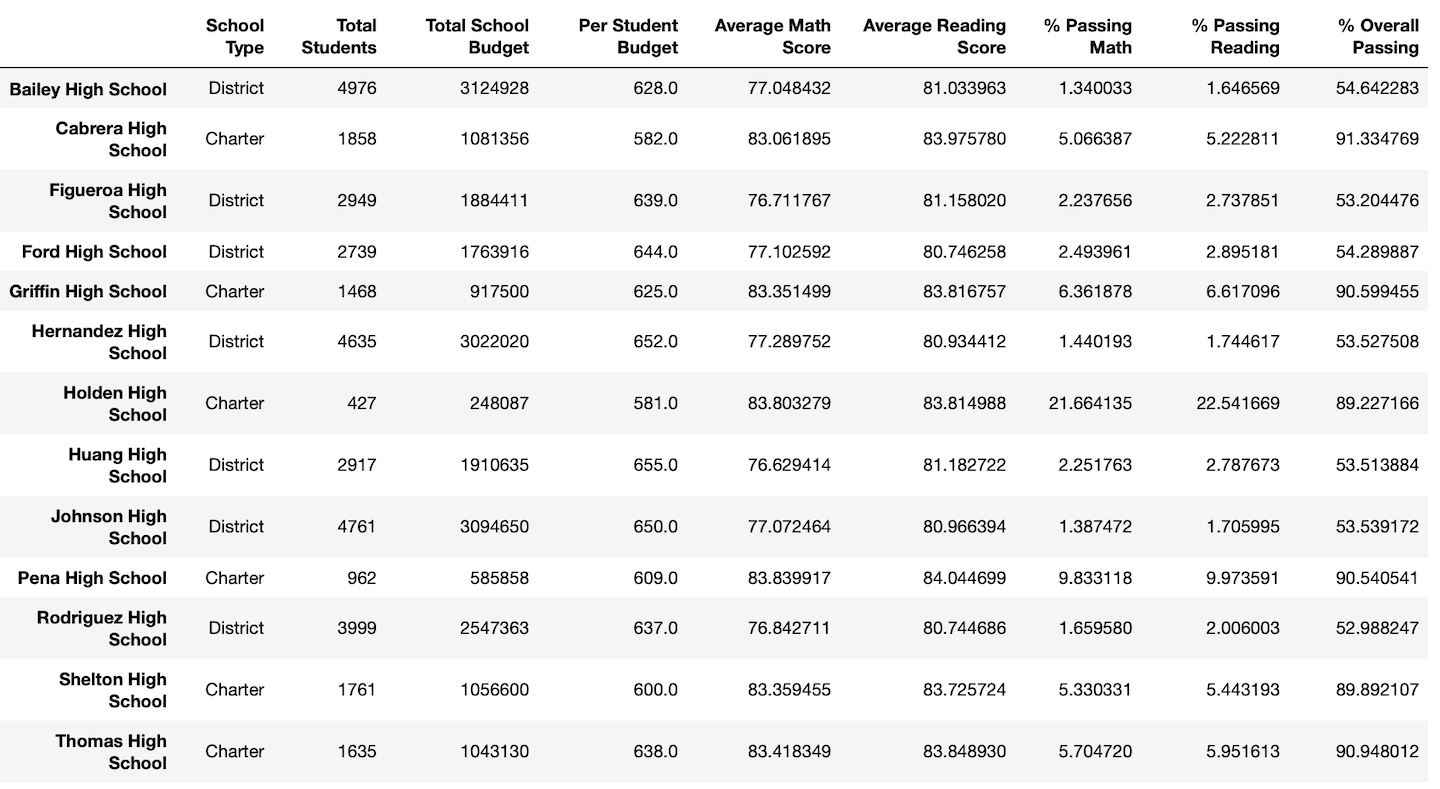 School Type Total Students Total School Budget Per Student Budget Average Math Score Average Reading Score % Passing Math % Passing Reading % Overall Passing
Bailey High School District 4976 3124928 628.0 77.048432 81.033963 1.340033 1.646569 54.642283
Cabrera High School Charter 1858 1081356 582.0 83.061895 83.975780 5.066387 5.222811 91.334769
Figueroa High School District 2949 1884411 639.0 76.711767 81.158020 2.237656 2.737851 53.204476
Ford High School District 2739 1763916 644.0 77.102592 80.746258 2.493961 2.895181 54.289887
Griffin High School Charter 1468 917500 625.0 83.351499 83.816757 6.361878 6.617096 90.599455
Hernandez High School District 4635 3022020 652.0 77.289752 80.934412 1.440193 1.744617 53.527508
Holden High School Charter 427 248087 581.0 83.803279 83.814988 21.664135 22.541669 89.227166
Huang High School District 2917 1910635 655.0 76.629414 81.182722 2.251763 2.787673 53.513884
Johnson High School District 4761 3094650 650.0 77.072464 80.966394 1.387472 1.705995 53.539172
Pena High School Charter 962 585858 609.0 83.839917 84.044699 9.833118 9.973591 90.540541
Rodriguez High School District 3999 2547363 637.0 76.842711 80.744686 1.659580 2.006003 52.988247
Shelton High School Charter 1761 1056600 600.0 83.359455 83.725724 5.330331 5.443193 89.892107
Thomas High School Charter 1635 1043130 638.0 83.418349 83.848930 5.704720 5.951613 90.948012